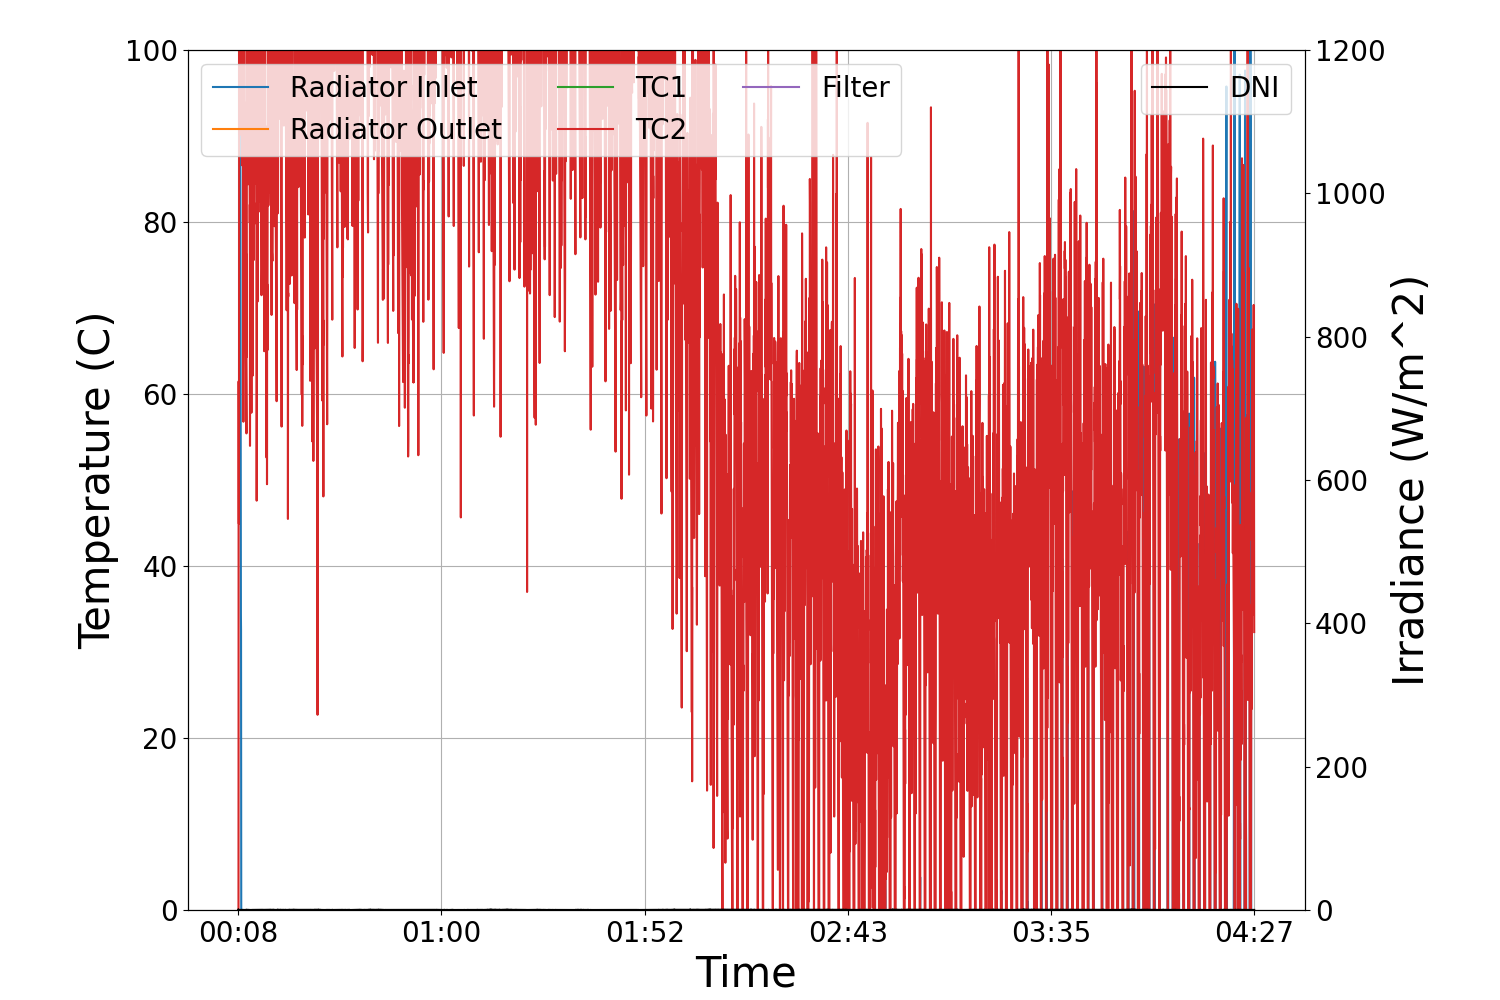 100
80
60
40
20
0
Temperature (C)
Radiator Inlet
Radiator Outlet
TC1
TC2
Filter
DNI
1200
1000
800
600
400
200
0
Irradiance (W/m^2)
00:08 01:00 01:52 02:43 03:35 04:27
Time